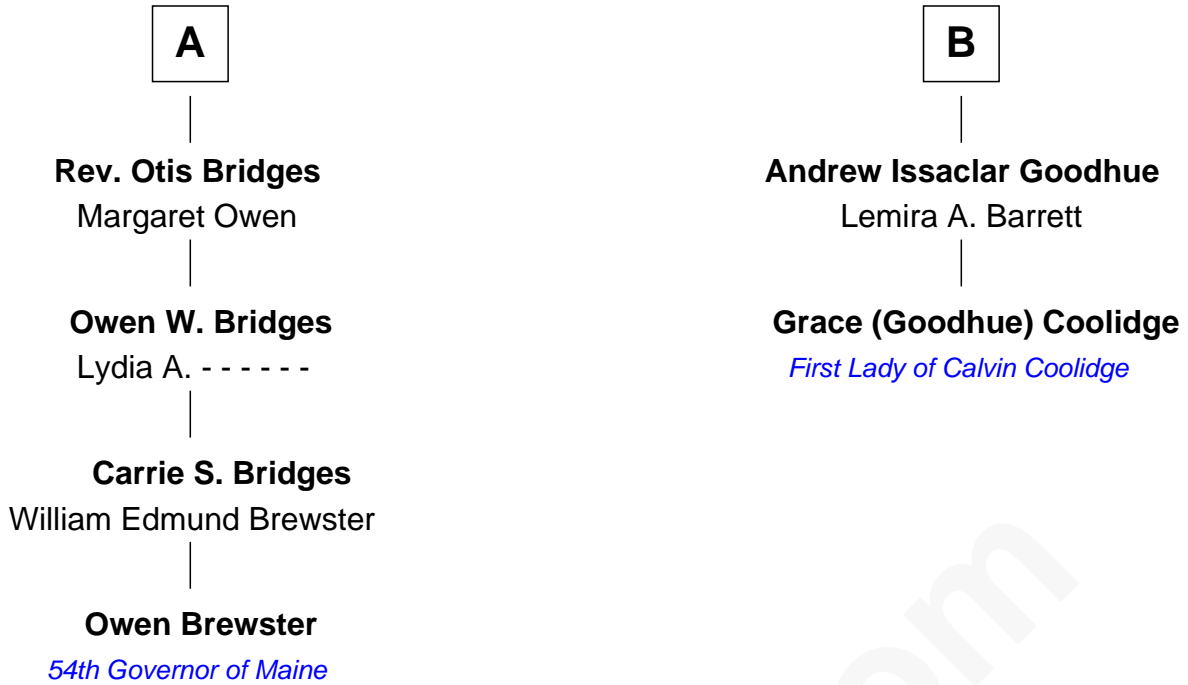 A
Rev. Otis Bridges
Margaret Owen
Owen W. Bridges
Lydia A. - - - - - -
Carrie S. Bridges
William Edmund Brewster
Owen Brewster
54th Governor of Maine
B
Andrew Issaclar Goodhue
Lemira A. Barrett
Grace (Goodhue) Coolidge
First Lady of Calvin Coolidge
om